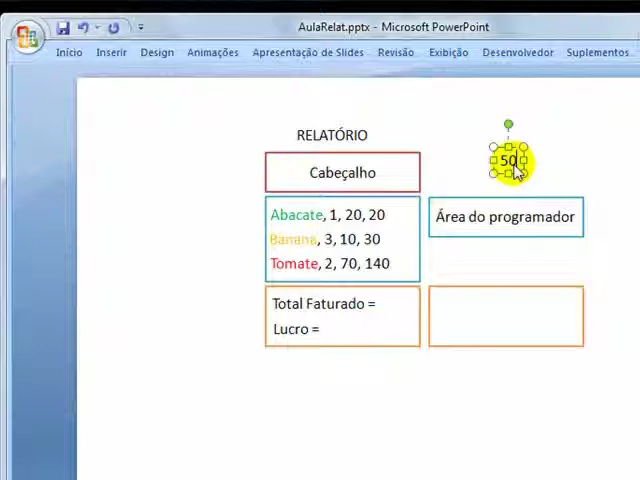 AulaRelat.pptx - Microsoft PowerPoint
Início Inserir Design Animações Apresentação de Slides Revisão Exibição Desenvolvedor Suplementos
RELATÓRIO
50
Cabeçalho
Abacate, 1, 20, 20
Área do programador
Banana, 3, 10, 30
Tomate, 2, 70, 140
Total Faturado =
Lucro =